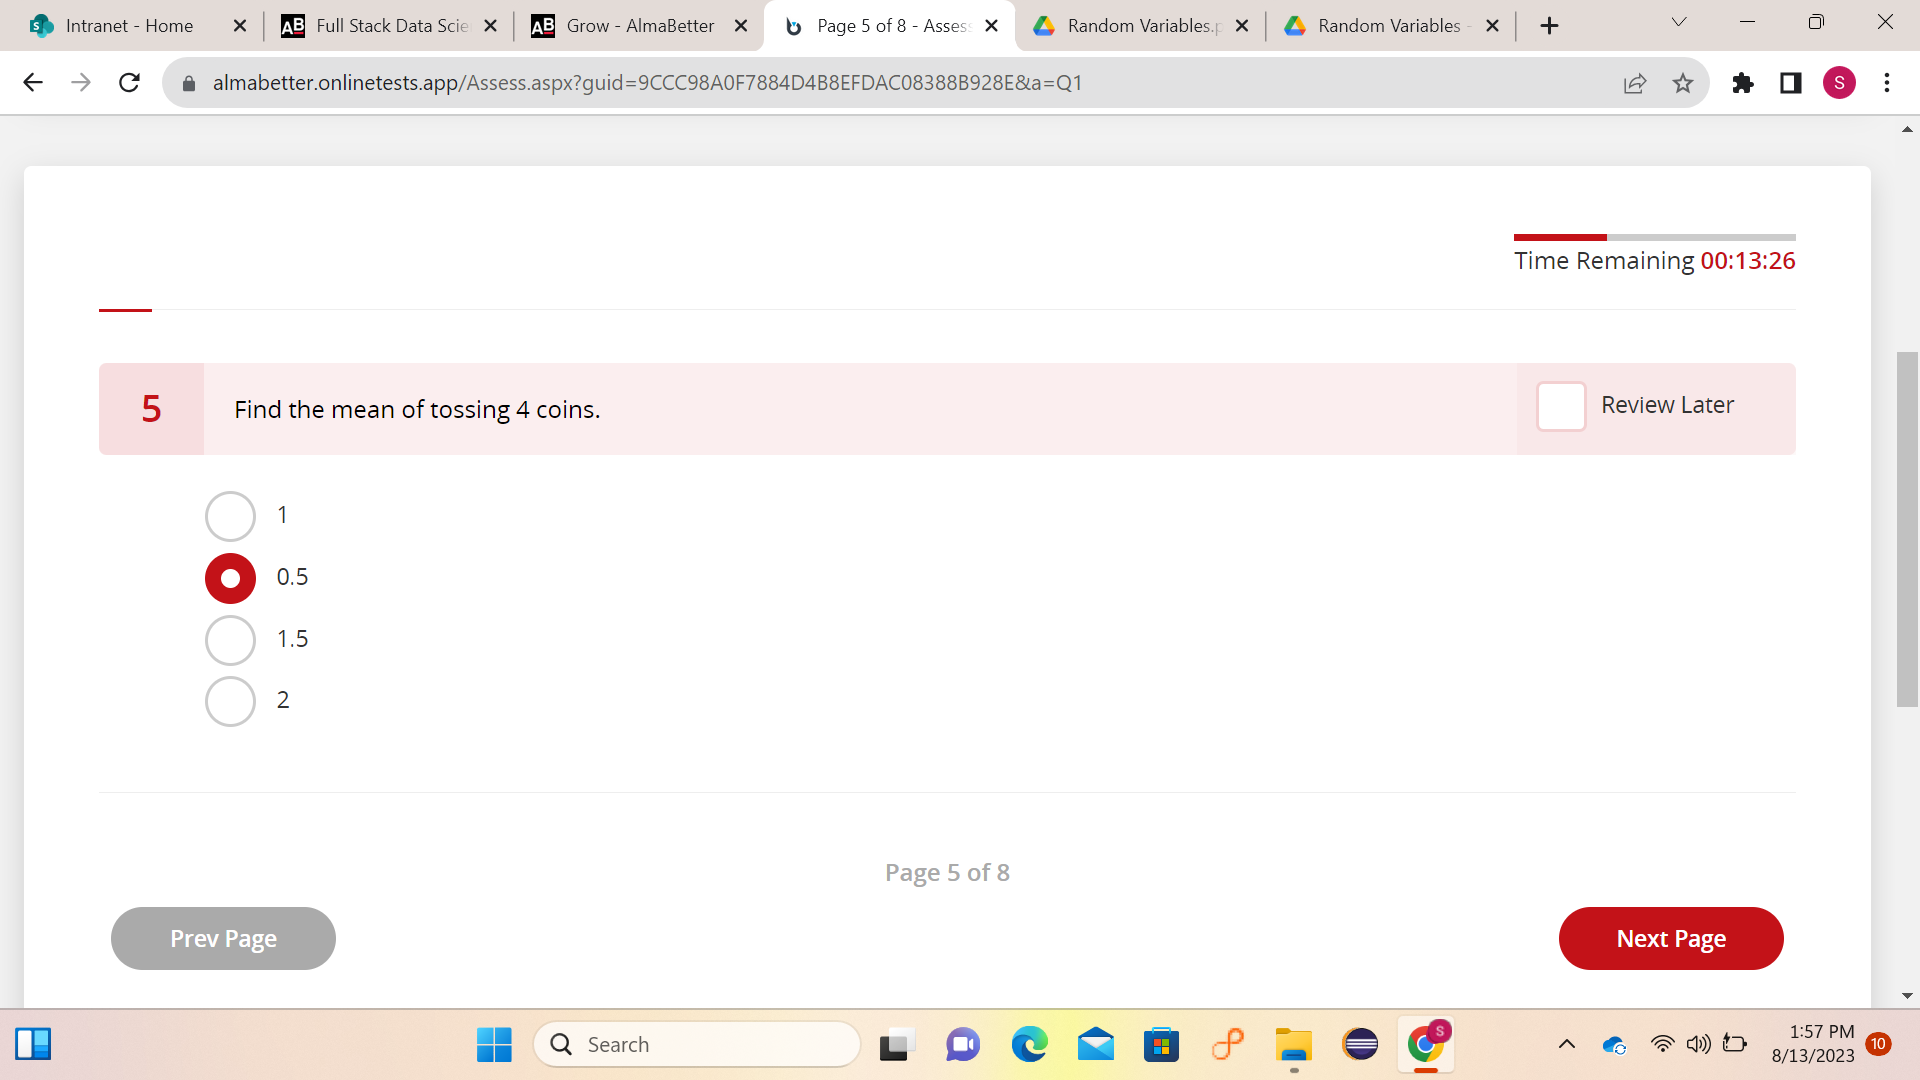 Intranet - Home
AB
Full Stack Data Scie
AB
Grow - AlmaBetter
Page 5 of 8 - Assess
Random Variables.p
Random Variables -
almabetter.onlinetests.app/Assess.aspx?guid=9CCC98A0F7884D4B8EFDAC08388B928E&a=Q1
S
Time Remaining 00:13:26
5
Find the mean of tossing 4 coins.
Review Later
1
0.5
1.5
2
Page 5 of 8
Prev Page
Next Page
Search
S
1:57 PM
8/13/2023
10